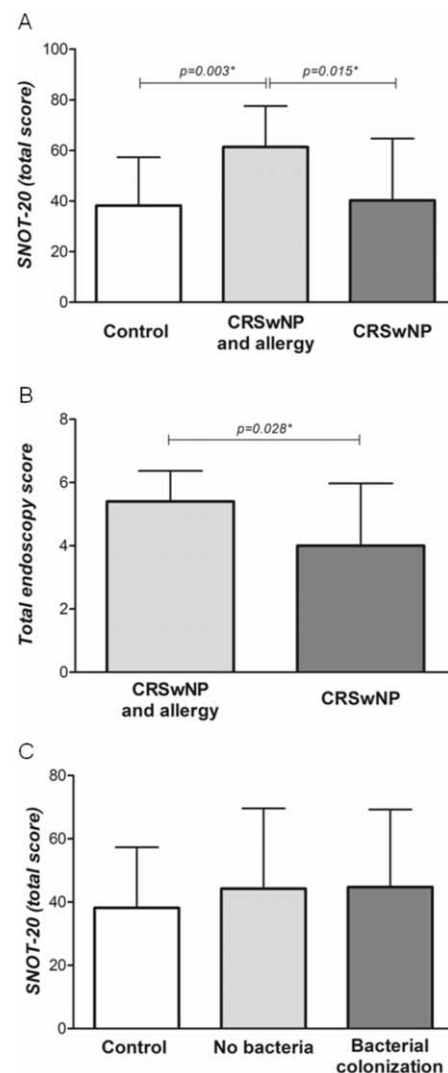 A
SNOT-20 (total score)
100
80
60
40
20
0
p=0.003*
p=0.015*
Control
CRSwNP
and allergy
CRSwNP
B
Total endoscopy score
8
6
4
2
0
p=0.028*
CRSwNP
and allergy
CRSwNP
C
SNOT-20 (total score)
80
60
40
20
0
Control
No bacteria
Bacterial
colonization